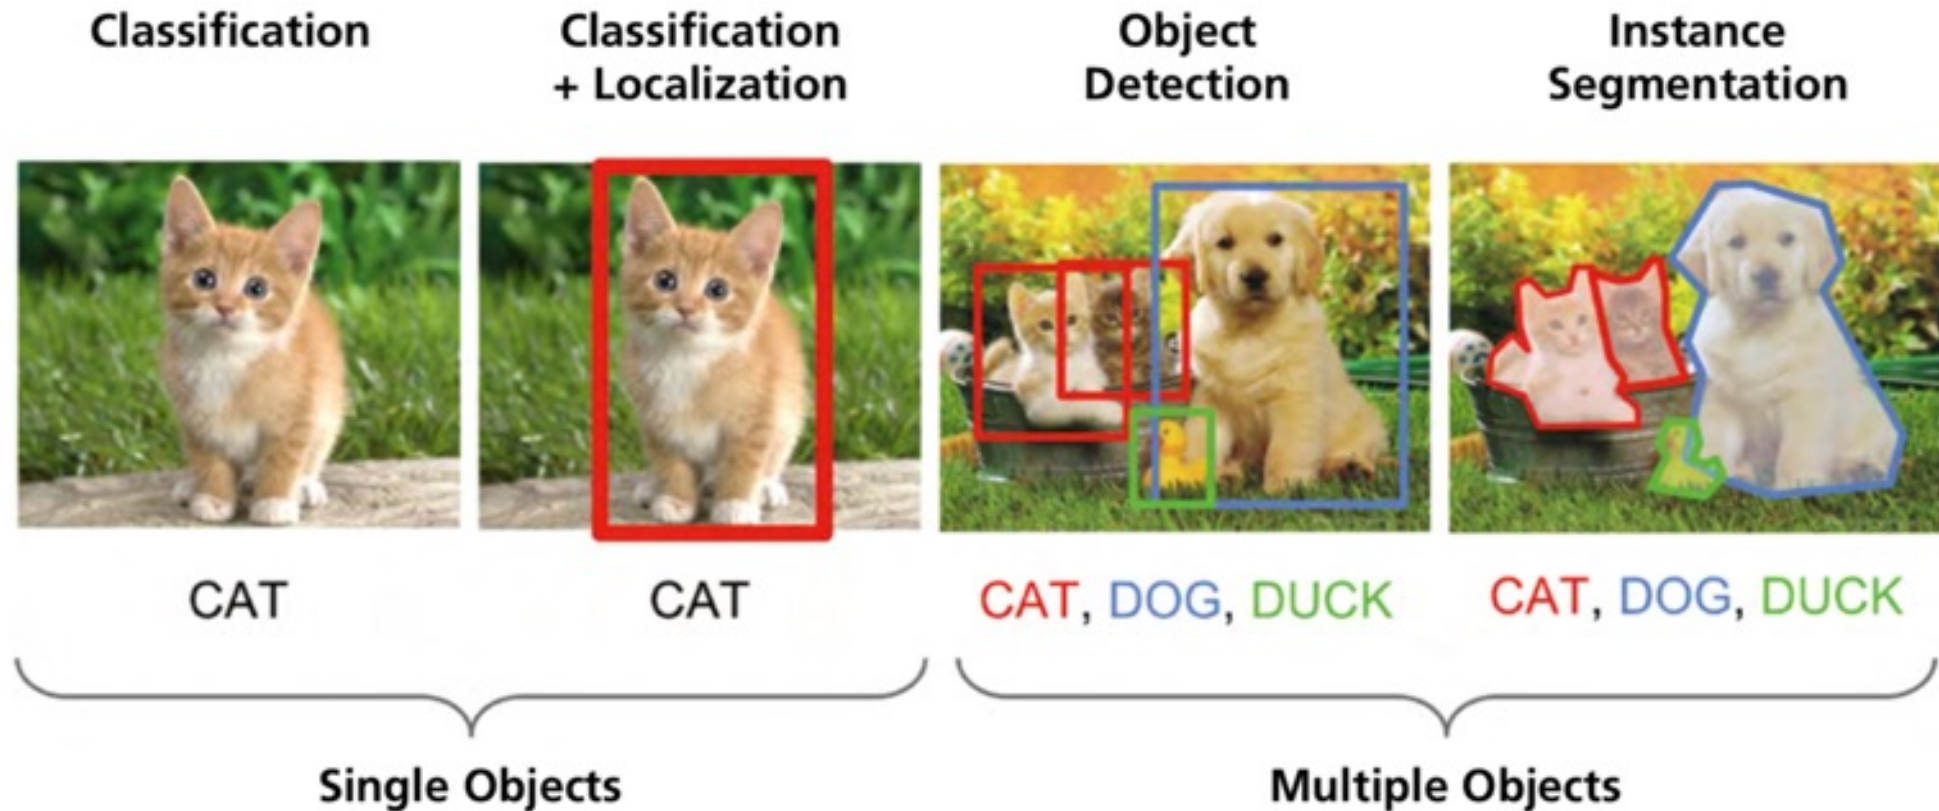 Classification
Classification
+ Localization
Object
Detection
Instance
Segmentation
CAT
CAT
CAT, DOG, DUCK
CAT, DOG, DUCK
Single Objects
Multiple Objects